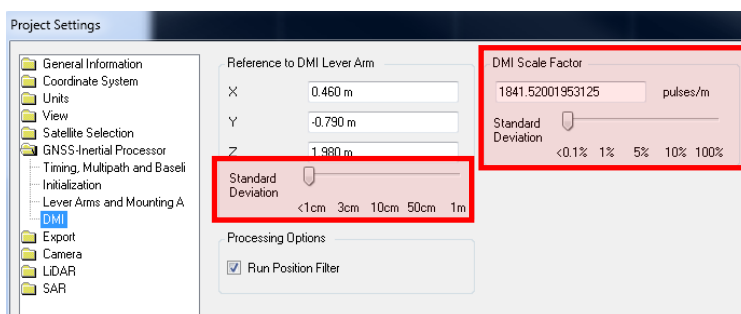 Project Settings
General Information
Coordinate System
Units
View
Satellite Selection
GNSS-Inertial Processor
Timing, Multipath and Baseli
Initialization
Lever Arms and Mounting A
DMI
Export
Camera
LiDAR
SAR
Reference to DMI Lever Arm
X 0.460 m
Y -0.790 m
Z 1.980 m
Standard
Deviation
<1cm 3cm 10cm 50cm 1m
Processing Options
Run Position Filter
DMI Scale Factor
1841.52001953125 pulses/m
Standard
Deviation
<0.1% 1% 5% 10% 100%